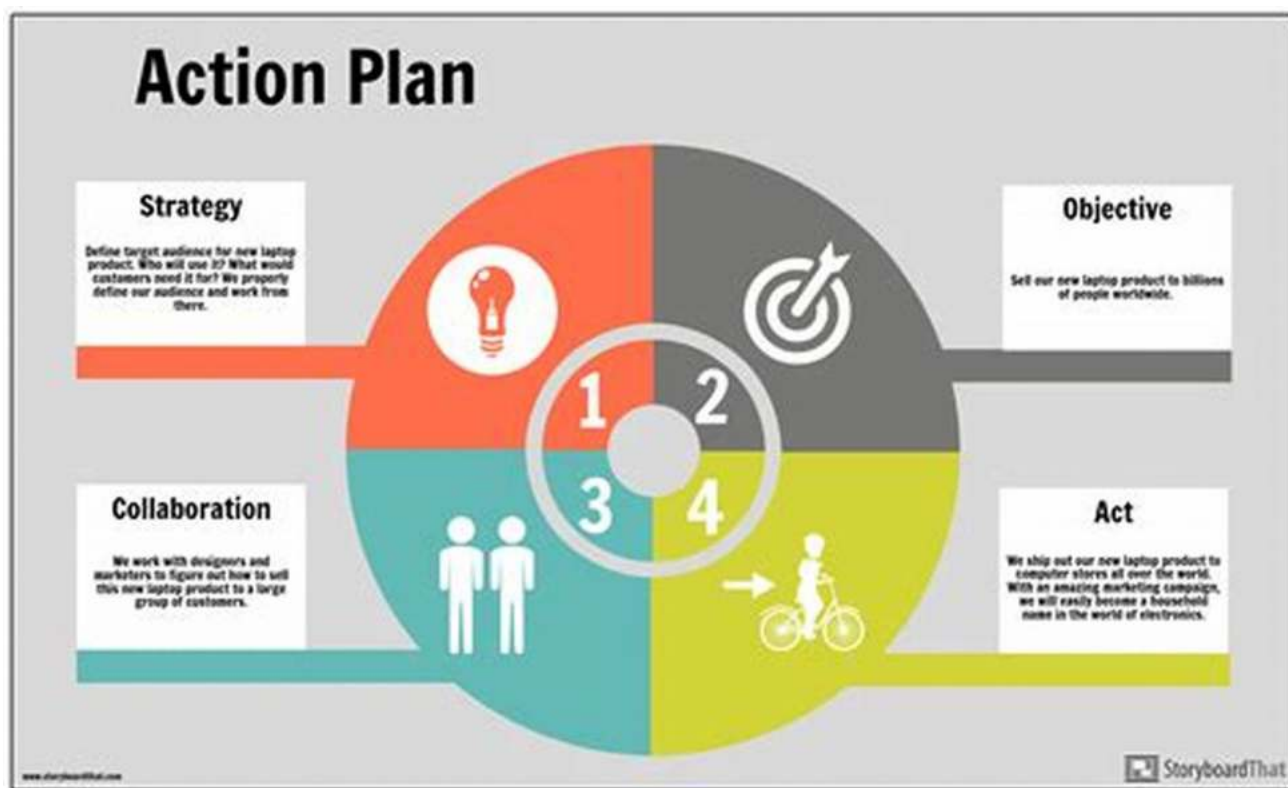 Action Plan
Strategy
Define target audience for new laptop
product. Who will use it? What would
customers need it for? We properly
define our audience and work from
there.
Objective
Sell our new laptop product to billions
of people worldwide.
1
2
3
4
Collaboration
We work with designers and
marketers to figure out how to sell
this new laptop product to a large
group of customers.
Act
We ship out our new laptop product to
computer stores all over the world.
With an amazing marketing campaign,
we will easily become a household
name in the world of electronics.
www.storyboardthat.com
StoryboardThat